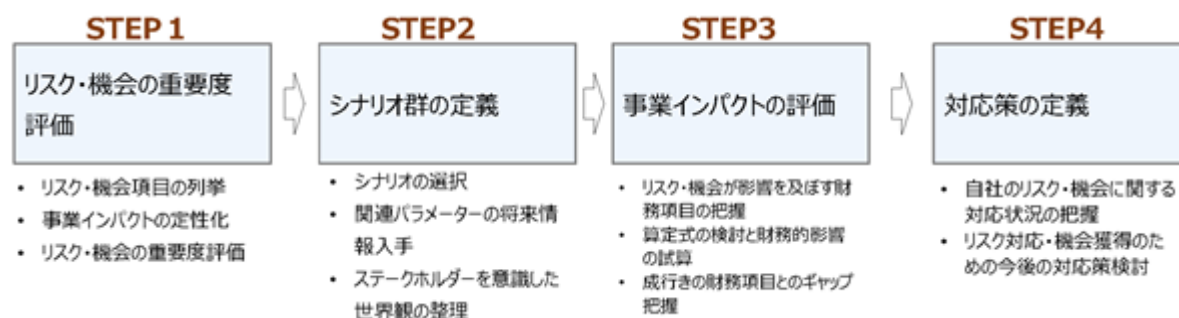 STEP 1
リスク・機会の重要度
評価
• リスク・機会項目の列挙
• 事業インパクトの定性化
• リスク・機会の重要度評価
STEP2
シナリオ群の定義
• シナリオの選択
• 関連パラメーターの将来情
報入手
• ステークホルダーを意識した
世界観の整理
STEP3
事業インパクトの評価
• リスク・機会が影響を及ぼす財
務項目の把握
• 算定式の検討と財務的影響
の試算
• 成行きの財務項目とのギャップ
把握
STEP4
対応策の定義
• 自社のリスク・機会に関する
対応状況の把握
• リスク対応・機会獲得のた
めの今後の対応策検討